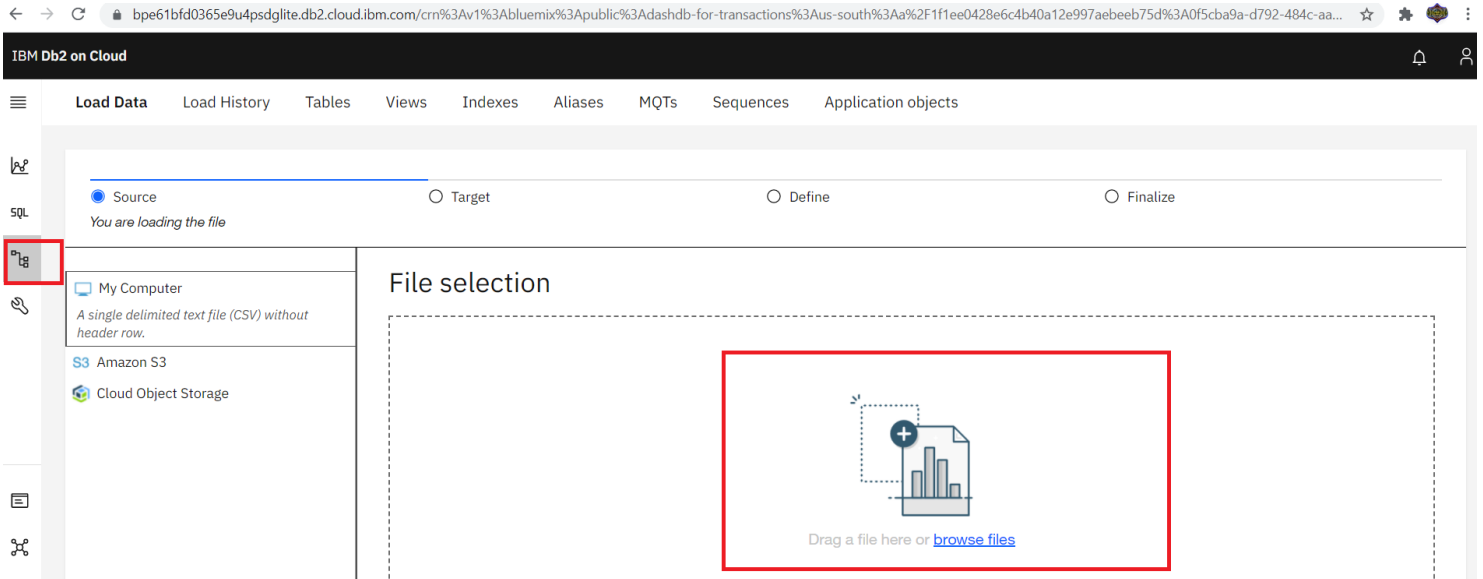 bpe61bfd0365e9u4psdglite.db2.cloud.ibm.com/crn%3Av1%3Abluemix%3Apublic%3Adashdb-for-transactions%3Aus-south%3Aa%2F1f1ee0428e6c4b40a12e997aebeeb75d%3A0f5cba9a-d792-484c-aa...
IBM Db2 on Cloud
Load Data Load History Tables Views Indexes Aliases MQTs Sequences Application objects
Source Target Define Finalize
You are loading the file
SQL
My Computer
A single delimited text file (CSV) without
header row.
S3 Amazon S3
Cloud Object Storage
File selection
Drag a file here or browse files